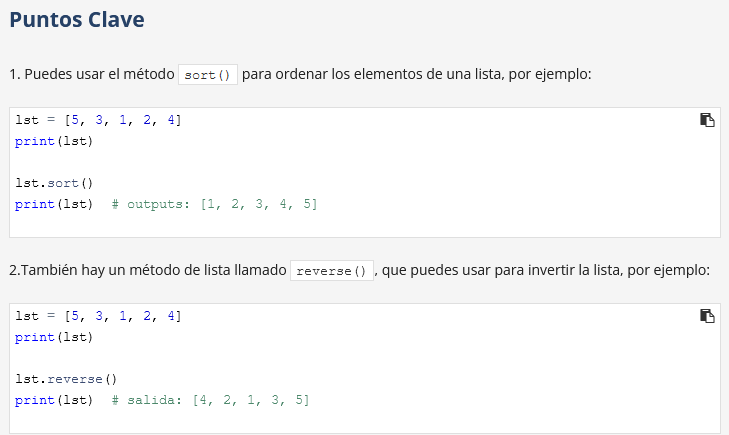 Puntos Clave
1. Puedes usar el método sort() para ordenar los elementos de una lista, por ejemplo:
lst = [5, 3, 1, 2, 4]
print(lst)
lst.sort()
print(lst)  # outputs: [1, 2, 3, 4, 5]
2.También hay un método de lista llamado reverse(), que puedes usar para invertir la lista, por ejemplo:
lst = [5, 3, 1, 2, 4]
print(lst)
lst.reverse()
print(lst)  # salida: [4, 2, 1, 3, 5]